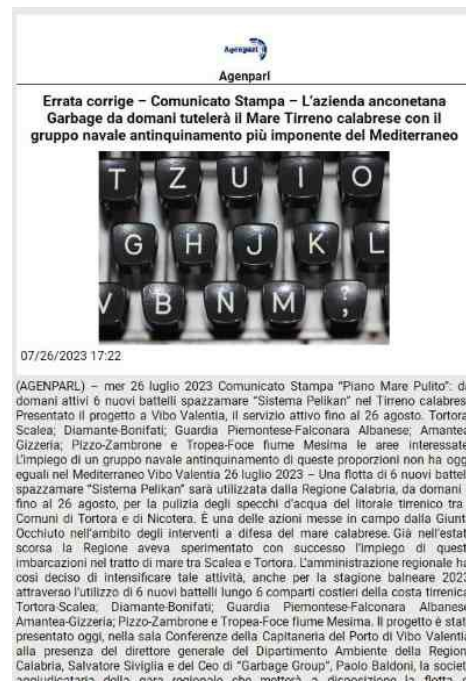 Agenparl
Agenparl
Errata corrige – Comunicato Stampa – L'azienda anconetana
Garbage da domani tutelerà il Mare Tirreno calabrese con il
gruppo navale antinquinamento più imponente del Mediterraneo
T Z U I O
G H J K L
V B N M ? ;
07/26/2023 17:22
(AGENPARL) – mer 26 luglio 2023 Comunicato Stampa "Piano Mare Pulito": da
domani attivi 6 nuovi battelli spazzamare "Sistema Pelikan" nel Tirreno calabres
Presentato il progetto a Vibo Valentia, il servizio attivo fino al 26 agosto. Tortora
Scalea; Diamante-Bonifati; Guardia Piemontese-Falconara Albanese; Amantea
Gizzeria; Pizzo-Zambrone e Tropea-Foce fiume Mesima le aree interessate
L'impiego di un gruppo navale antinquinamento di queste proporzioni non ha ogg
eguali nel Mediterraneo Vibo Valentia 26 luglio 2023 – Una flotta di 6 nuovi battel
spazzamare "Sistema Pelikan" sarà utilizzata dalla Regione Calabria, da domani
fino al 26 agosto, per la pulizia degli specchi d'acqua del litorale tirrenico tra
Comuni di Tortora e di Nicotera. È una delle azioni messe in campo dalla Giunt
Occhiuto nell'ambito degli interventi a difesa del mare calabrese. Già nell'estat
scorsa la Regione aveva sperimentato con successo l'impiego di quest
imbarcazioni nel tratto di mare tra Scalea e Tortora. L'amministrazione regionale ha
così deciso di intensificare tale attività, anche per la stagione balneare 2023
attraverso l'utilizzo di 6 nuovi battelli lungo 6 comparti costieri della costa tirrenica
Tortora-Scalea; Diamante-Bonifati; Guardia Piemontese-Falconara Albanese
Amantea-Gizzeria; Pizzo-Zambrone e Tropea-Foce fiume Mesima. Il progetto è stat
presentato oggi, nella sala Conferenze della Capitaneria del Porto di Vibo Valentia
alla presenza del direttore generale del Dipartimento Ambiente della Region
Calabria, Salvatore Siviglia e del Ceo di "Garbage Group", Paolo Baldoni, la societ
aggiudicataria della gara regionale che metterà a disposizione la flotta